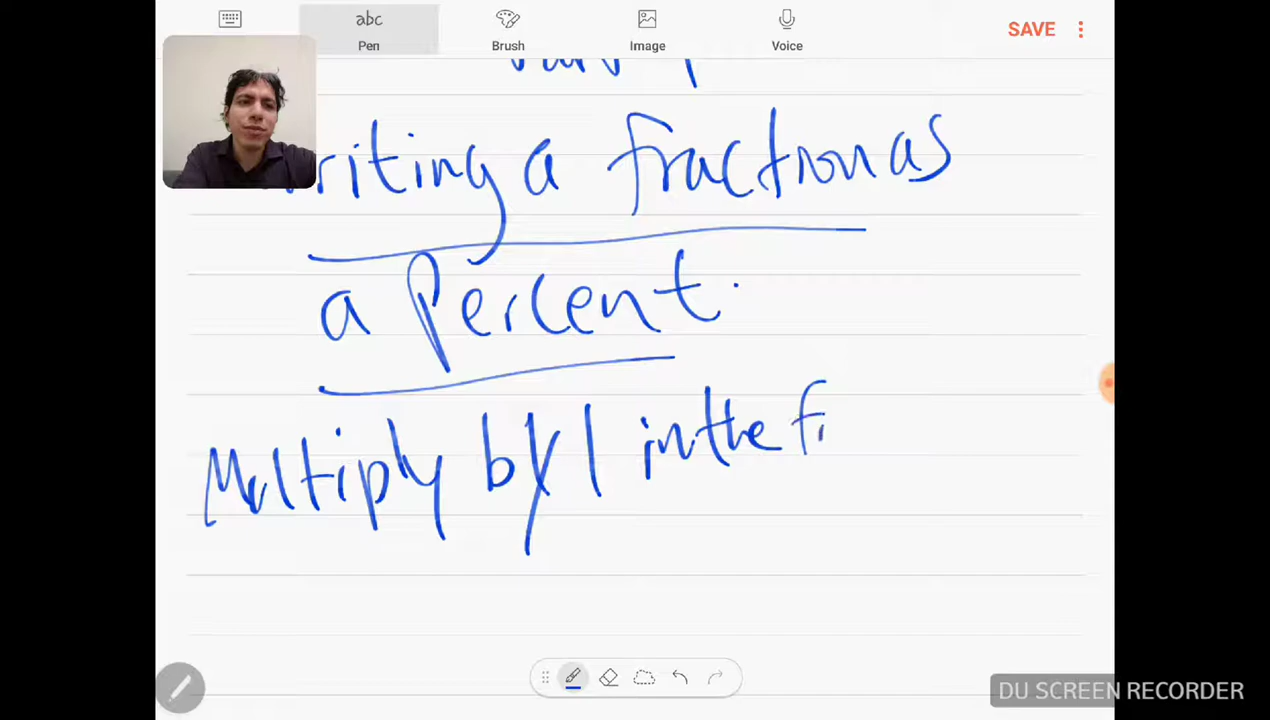 abc
Pen
Brush
Image
Voice
SAVE
riting a fraction as
a Percent.
Multiply by 1 in the f
DU SCREEN RECORDER